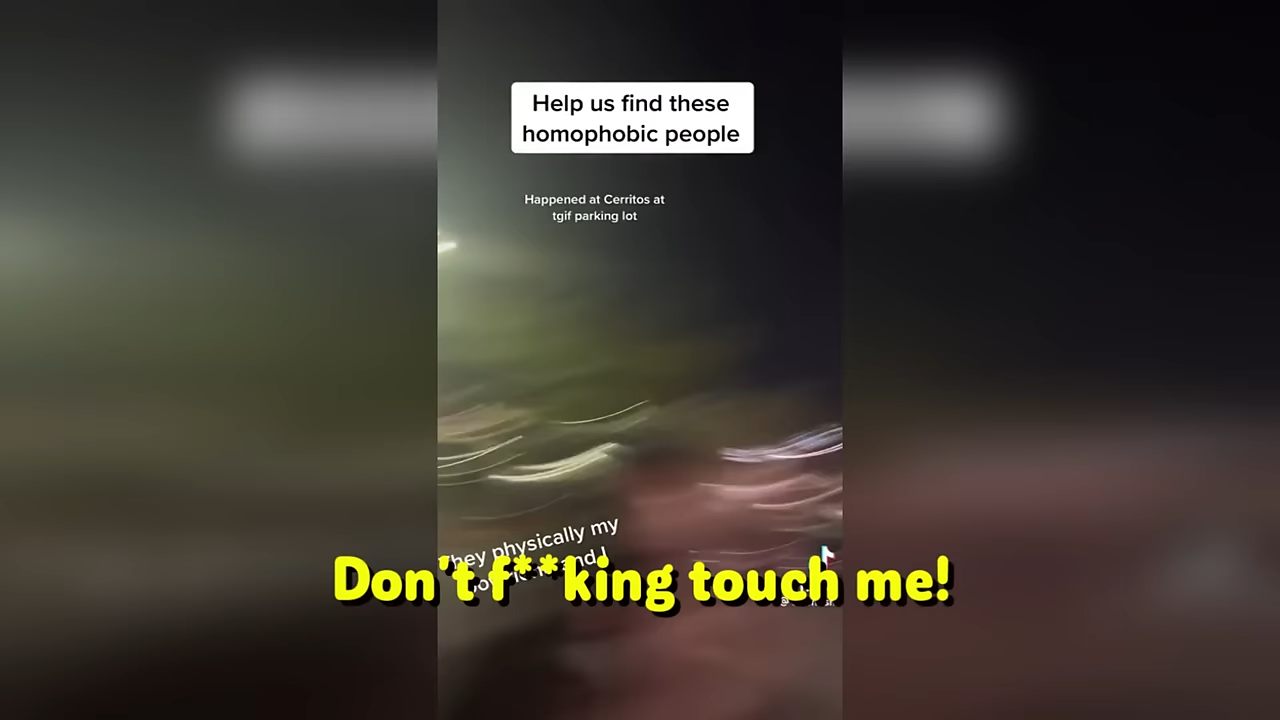 Help us find these
homophobic people
Happened at Cerritos at
tgif parking lot
They physically my
and I
Don't f**king touch me!